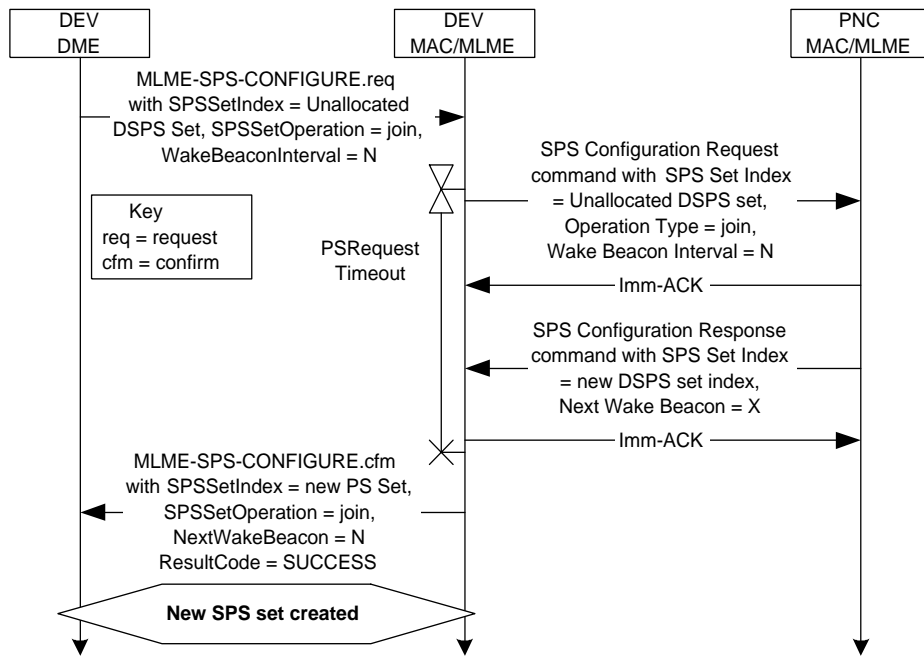 DEV
DME
DEV
MAC/MLME
PNC
MAC/MLME
MLME-SPS-CONFIGURE.req
with SPSSetIndex = Unallocated
DSPS Set, SPSSetOperation = join,
WakeBeaconInterval = N
SPS Configuration Request
command with SPS Set Index
= Unallocated DSPS set,
Operation Type = join,
Wake Beacon Interval = N
Key
req = request
cfm = confirm
PSRequest
Timeout
Imm-ACK
SPS Configuration Response
command with SPS Set Index
= new DSPS set index,
Next Wake Beacon = X
Imm-ACK
MLME-SPS-CONFIGURE.cfm
with SPSSetIndex = new PS Set,
SPSSetOperation = join,
NextWakeBeacon = N
ResultCode = SUCCESS
New SPS set created